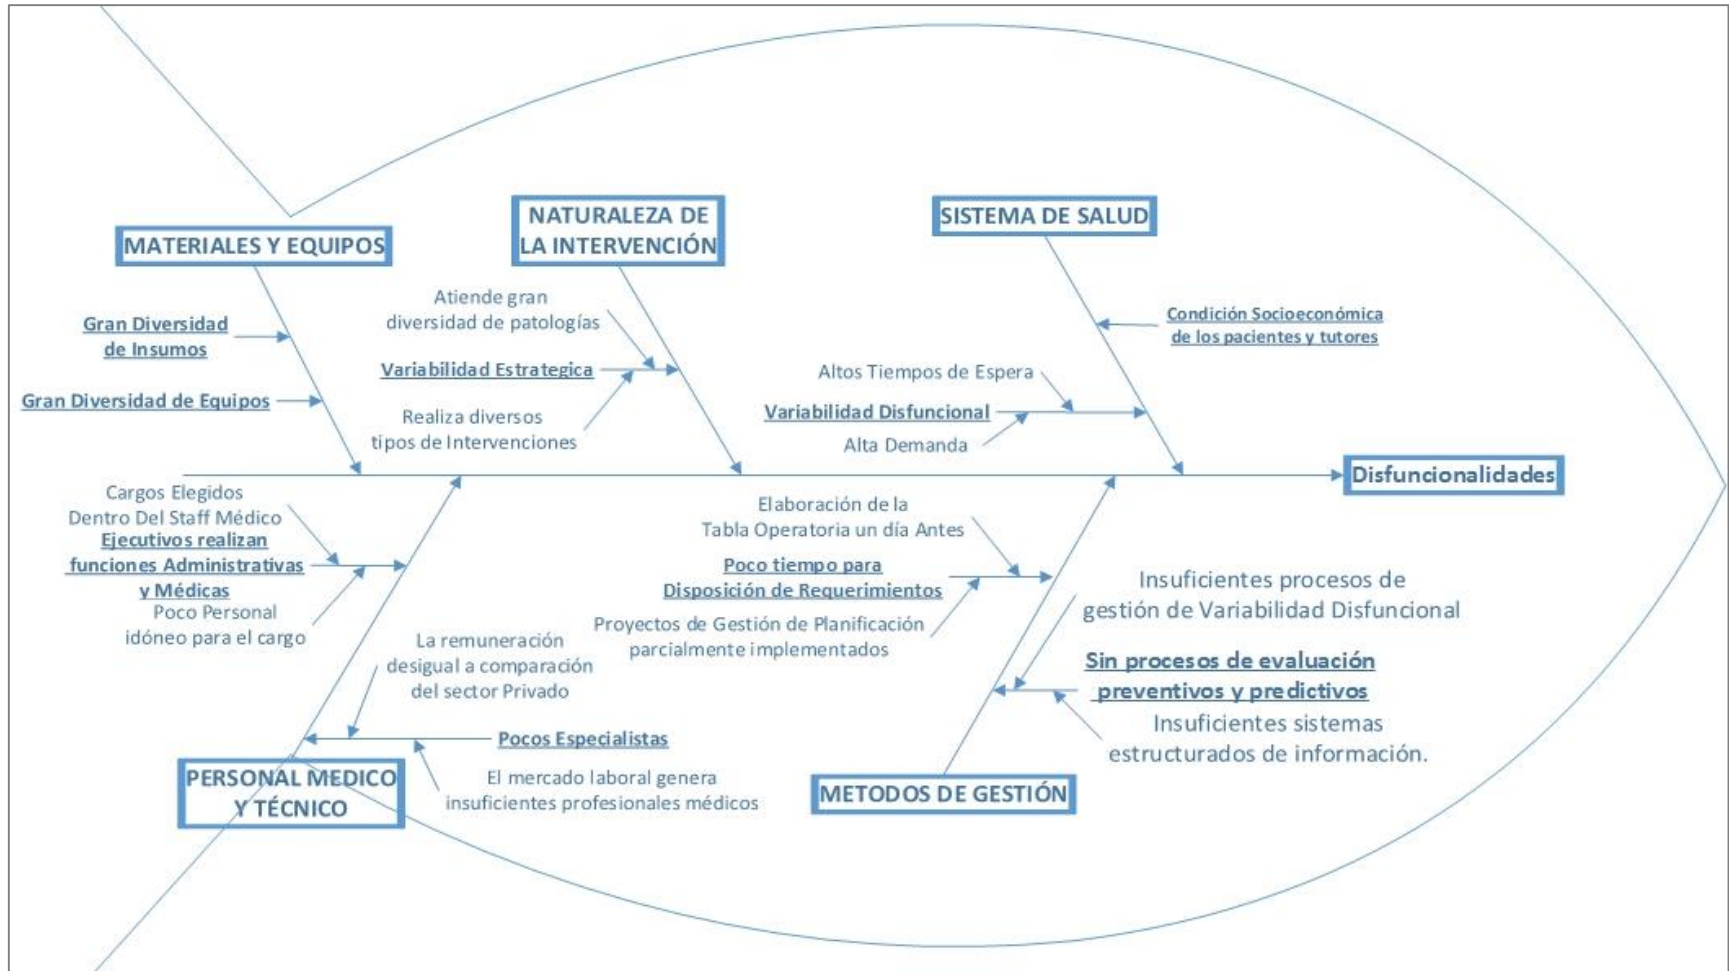 MATERIALES Y EQUIPOS
Gran Diversidad
de Insumos
Gran Diversidad de Equipos
NATURALEZA DE
LA INTERVENCIÓN
Atiende gran
diversidad de patologías
Variabilidad Estrategica
Realiza diversos
tipos de Intervenciones
SISTEMA DE SALUD
Condición Socioeconómica
de los pacientes y tutores
Altos Tiempos de Espera
Variabilidad Disfuncional
Alta Demanda
Disfuncionalidades
Cargos Elegidos
Dentro Del Staff Médico
Ejecutivos realizan
funciones Administrativas
y Médicas
Poco Personal
idóneo para el cargo
La remuneración
desigual a comparación
del sector Privado
Pocos Especialistas
El mercado laboral genera
insuficientes profesionales médicos
PERSONAL MEDICO
Y TÉCNICO
Elaboración de la
Tabla Operatoria un día Antes
Poco tiempo para
Disposición de Requerimientos
Proyectos de Gestión de Planificación
parcialmente implementados
Insuficientes procesos de
gestión de Variabilidad Disfuncional
Sin procesos de evaluación
preventivos y predictivos
Insuficientes sistemas
estructurados de información.
METODOS DE GESTIÓN